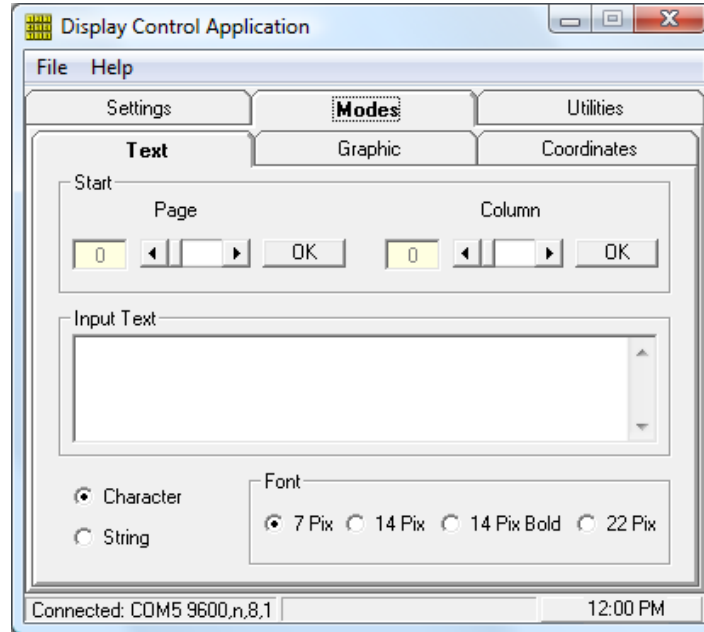 Display Control Application
File Help
Settings Modes Utilities
Text Graphic Coordinates
Start
Page Column
0 OK 0 OK
Input Text
Character
String
Font
7 Pix 14 Pix 14 Pix Bold 22 Pix
Connected: COM5 9600,n,8,1 12:00 PM